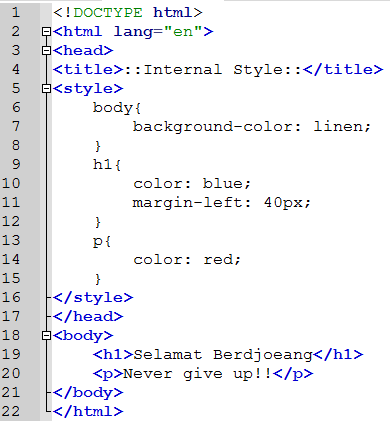 1 <!DOCTYPE html>
2 <html lang="en">
3 <head>
4 <title>::Internal Style::</title>
5 <style>
6     body{
7         background-color: linen;
8     }
9     h1{
10         color: blue;
11         margin-left: 40px;
12     }
13     p{
14         color: red;
15     }
16 </style>
17 </head>
18 <body>
19     <h1>Selamat Berdjoeang</h1>
20     <p>Never give up!!</p>
21 </body>
22 </html>